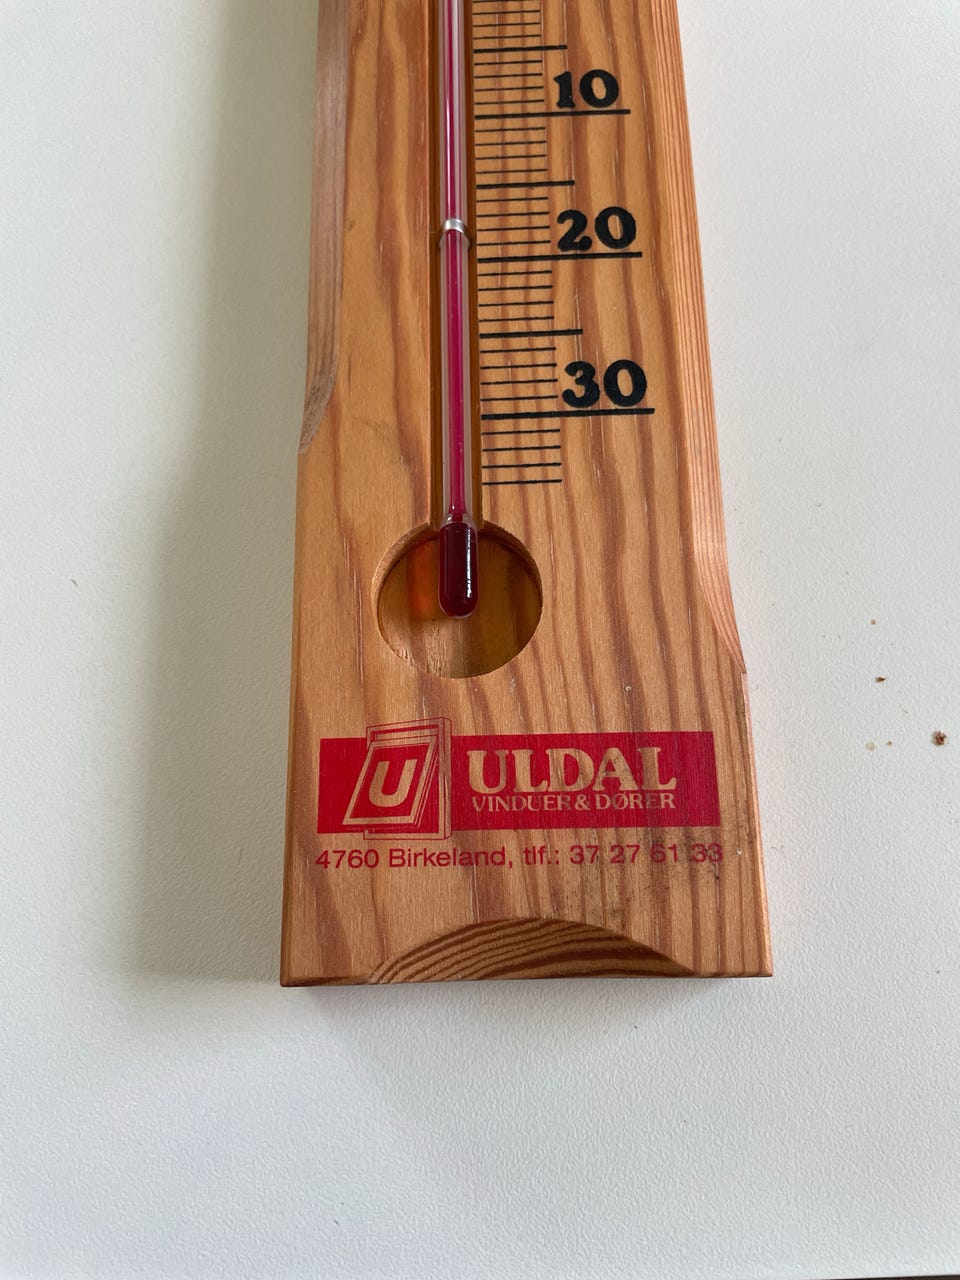 10
20
30
U ULDAL
VINDUER & DØRER
4760 Birkeland, tlf.: 37 27 61 33